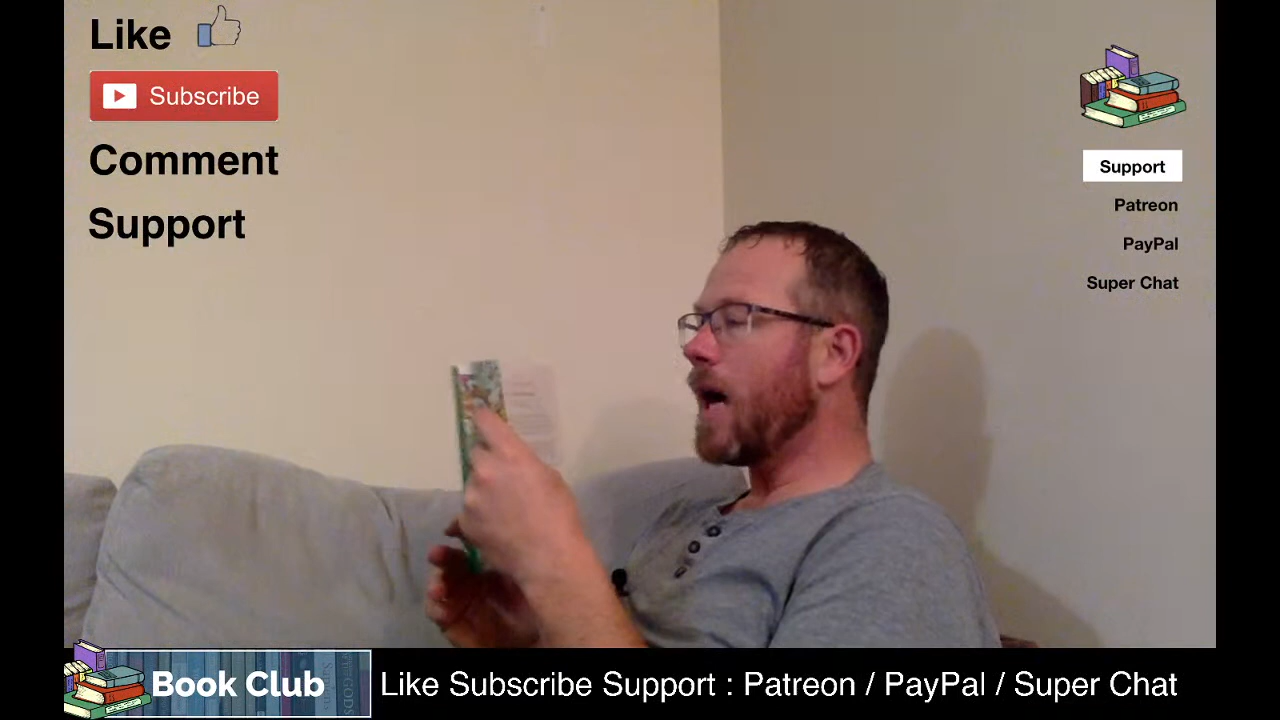 Like
Subscribe
Comment
Support
Support
Patreon
PayPal
Super Chat
Book Club
Like Subscribe Support : Patreon / PayPal / Super Chat